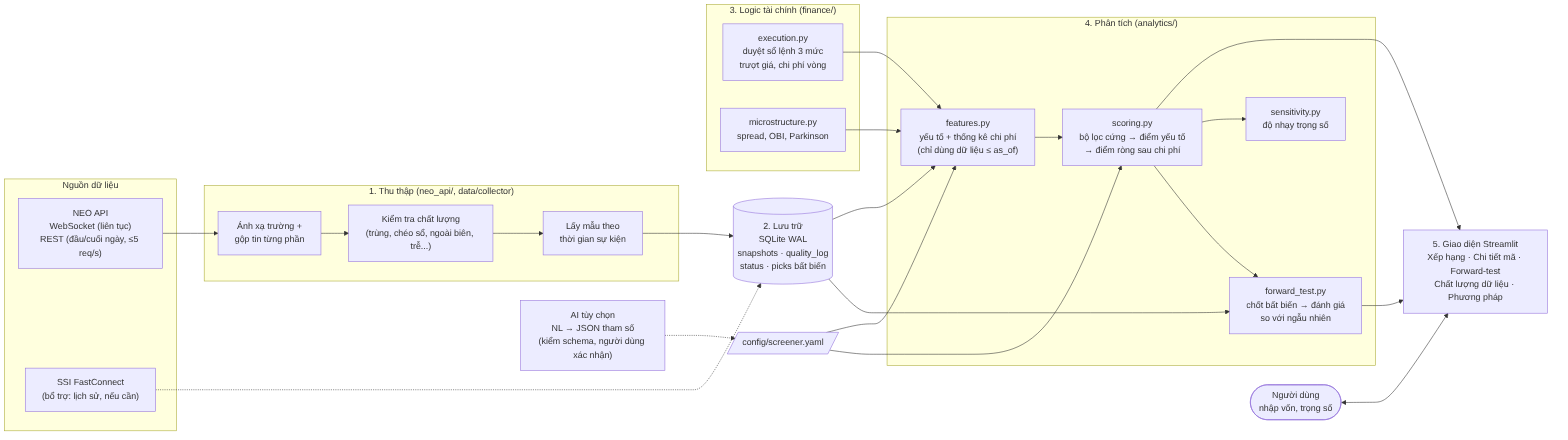 Nguồn dữ liệu
NEO API
WebSocket (liên tục)
REST (đầu/cuối ngày, ≤5
req/s)
SSI FastConnect
(bổ trợ: lịch sử, nếu cần)
1. Thu thập (neo_api/, data/collector)
Ánh xạ trường +
gộp tin từng phần
Kiểm tra chất lượng
(trùng, chéo sổ, ngoài biên,
trễ...)
Lấy mẫu theo
thời gian sự kiện
AI tùy chọn
NL → JSON tham số
(kiểm schema, người dùng
xác nhận)
2. Lưu trữ
SQLite WAL
snapshots · quality_log
status · picks bất biến
config/screener.yaml
3. Logic tài chính (finance/)
execution.py
duyệt sổ lệnh 3 mức
trượt giá, chi phí vòng
microstructure.py
spread, OBI, Parkinson
4. Phân tích (analytics/)
features.py
yếu tố + thống kê chi phí
(chỉ dùng dữ liệu ≤ as_of)
scoring.py
bộ lọc cứng → điểm yếu tố
→ điểm ròng sau chi phí
sensitivity.py
độ nhạy trọng số
forward_test.py
chốt bất biến → đánh giá
so với ngẫu nhiên
5. Giao diện Streamlit
Xếp hạng · Chi tiết mã ·
Forward-test
Chất lượng dữ liệu ·
Phương pháp
Người dùng
nhập vốn, trọng số